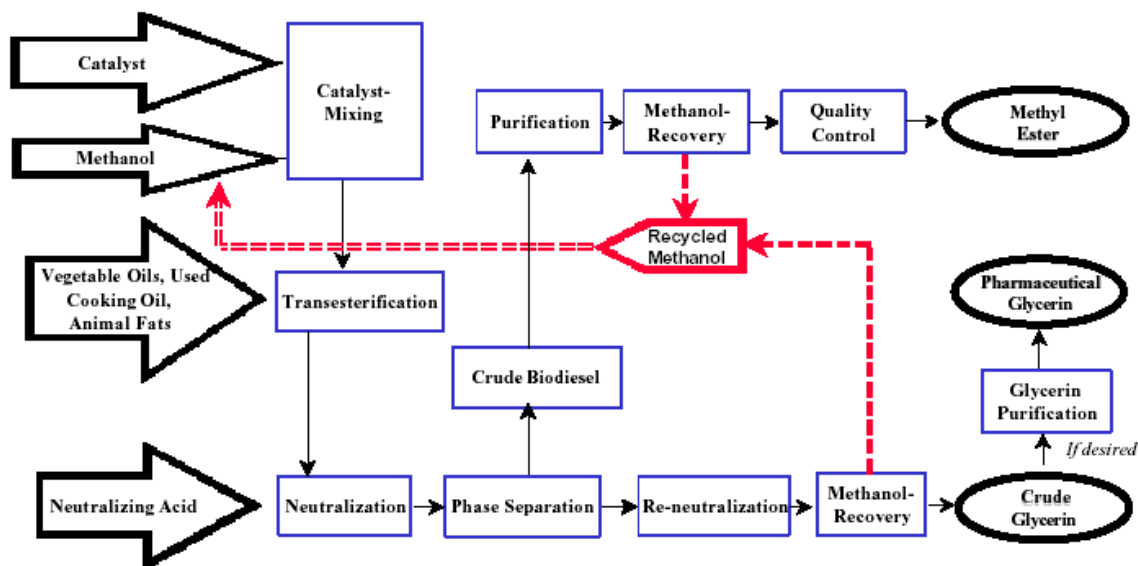 Catalyst
Catalyst-
Mixing
Methanol
Purification
Methanol-
Recovery
Quality
Control
Methyl
Ester
Recycled
Methanol
Vegetable Oils, Used
Cooking Oil,
Animal Fats
Transesterification
Pharmaceutical
Glycerin
Crude Biodiesel
Glycerin
Purification
If desired
Neutralizing Acid
Neutralization
Phase Separation
Re-neutralization
Methanol-
Recovery
Crude
Glycerin